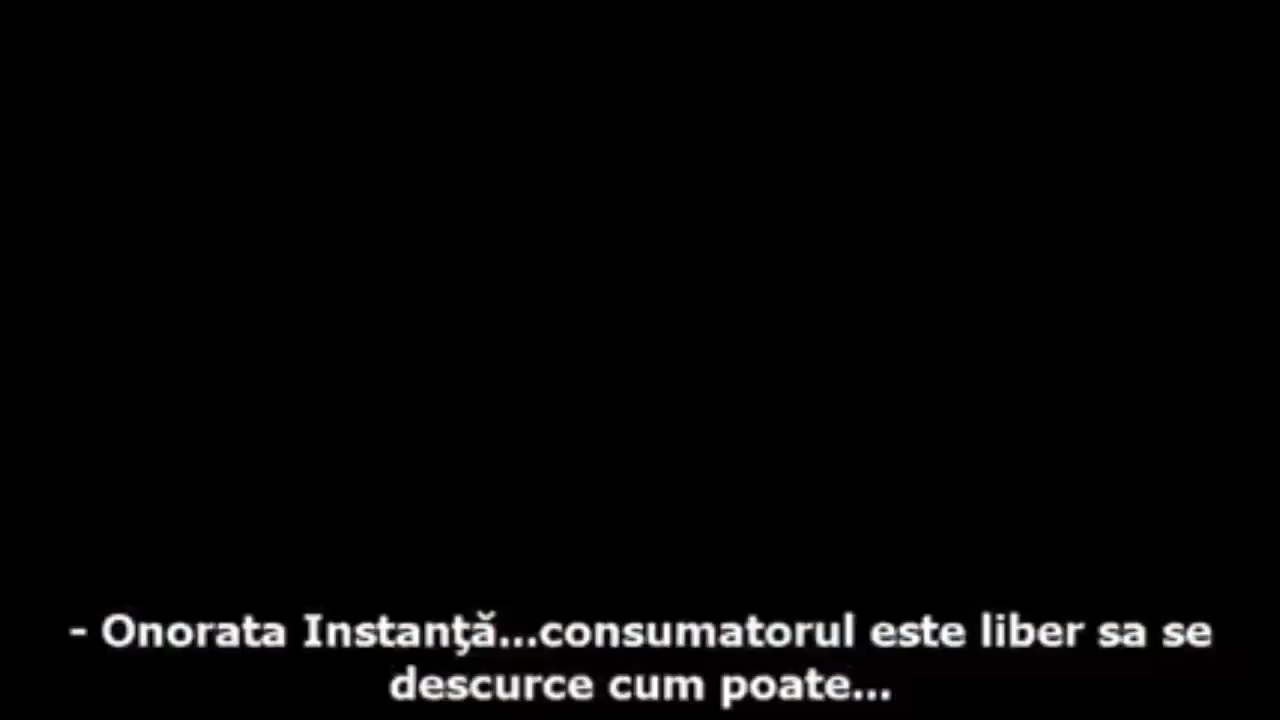 - Onorata Instanţă...consumatorul este liber sa se
descurce cum poate...